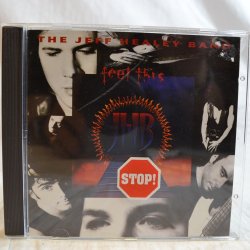 THE JEFF HEALEY BAND
feel this
JHB
STOP!